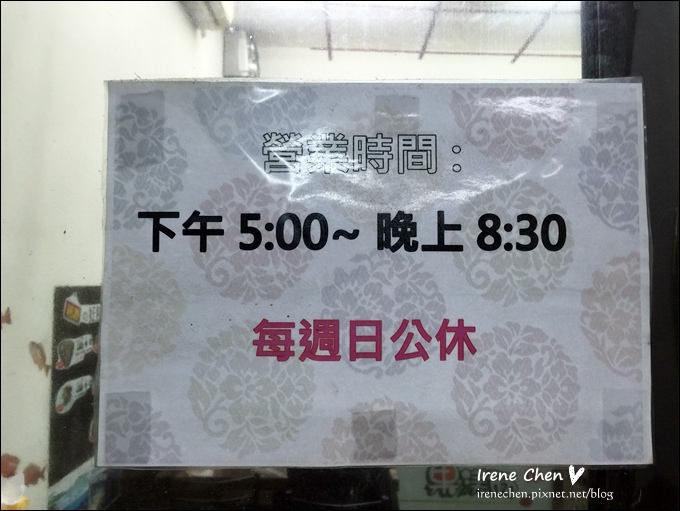 營業時間：
下午 5:00~ 晚上 8:30
每週日公休
Irene Chen
irenechen.pixnet.net/blog